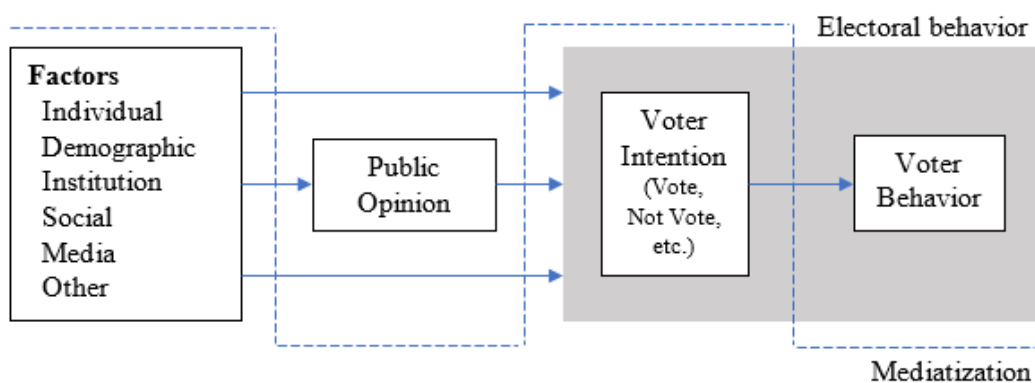 Electoral behavior
Factors
Individual
Demographic
Institution
Social
Media
Other
Public
Opinion
Voter
Intention
(Vote,
Not Vote,
etc.)
Voter
Behavior
Mediatization